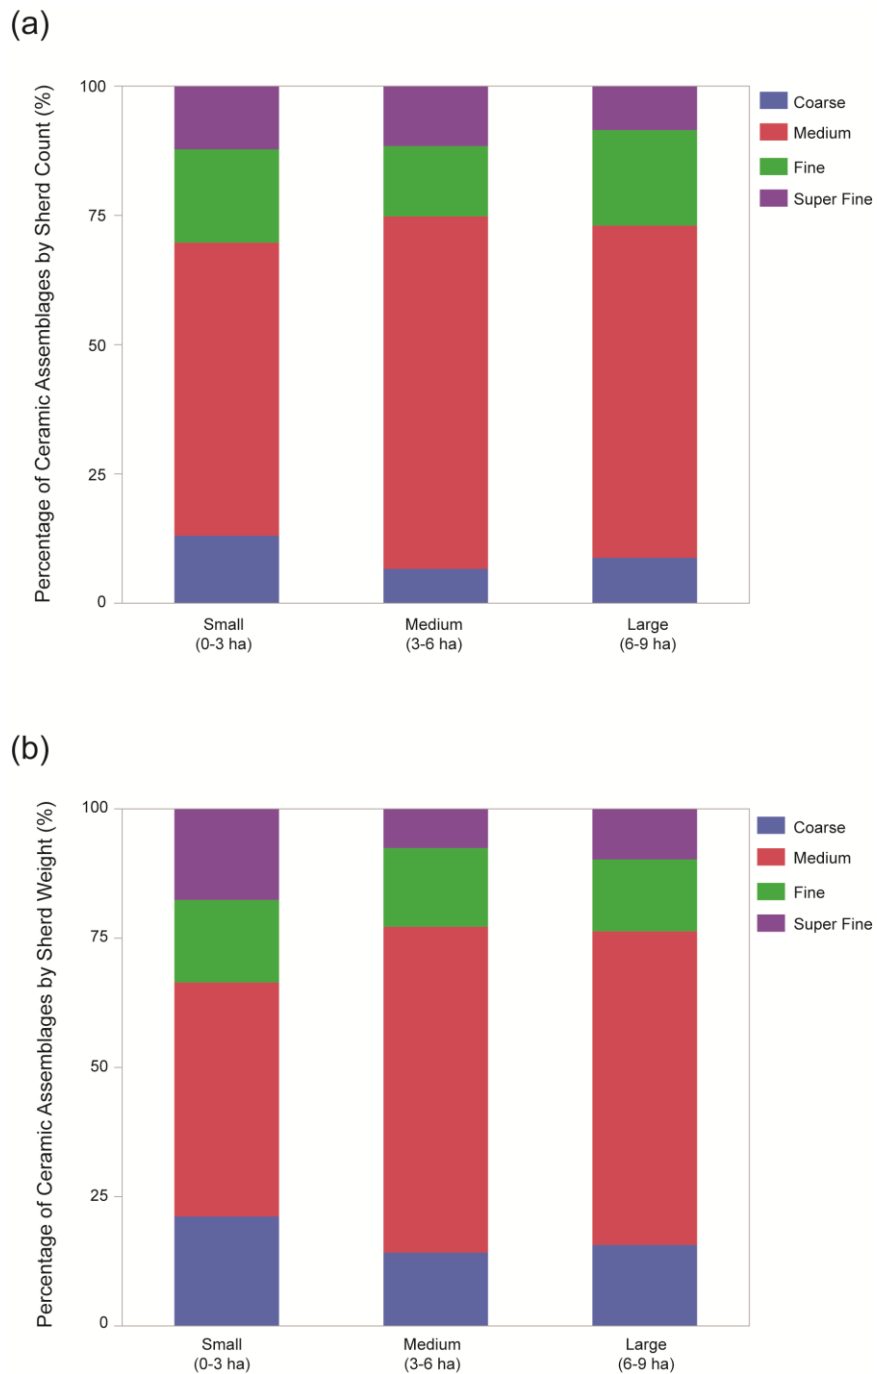 (a)
Percentage of Ceramic Assemblages by Sherd Count (%)
100
75
50
25
0
Small
(0-3 ha)
Medium
(3-6 ha)
Large
(6-9 ha)
Coarse
Medium
Fine
Super Fine
(b)
Percentage of Ceramic Assemblages by Sherd Weight (%)
100
75
50
25
0
Small
(0-3 ha)
Medium
(3-6 ha)
Large
(6-9 ha)
Coarse
Medium
Fine
Super Fine